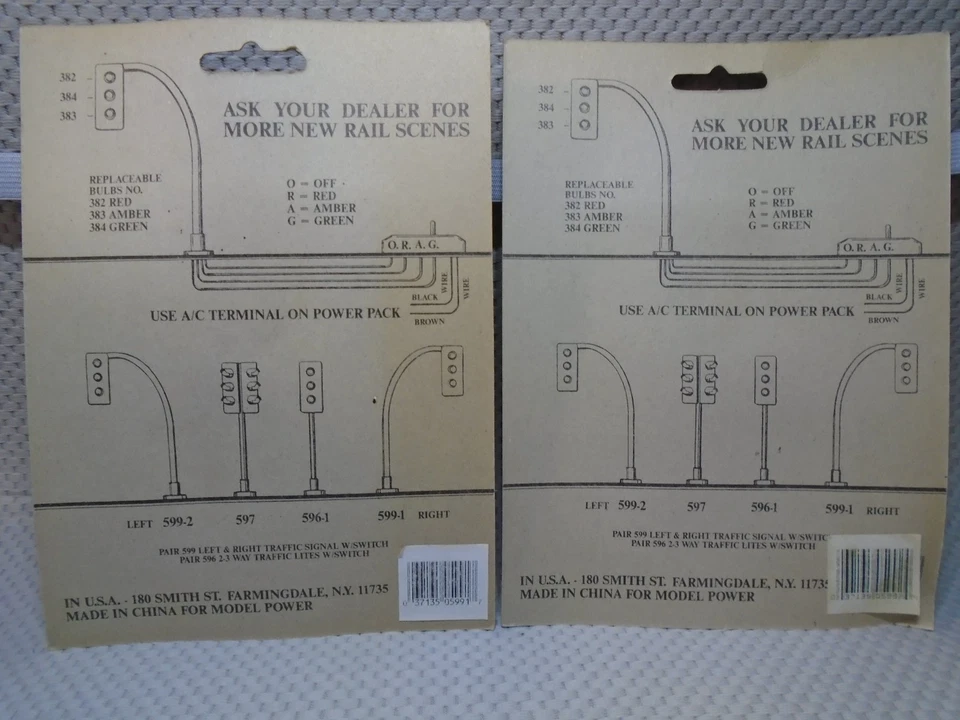 382
384
383
ASK YOUR DEALER FOR
MORE NEW RAIL SCENES
REPLACEABLE
BULBS NO.
382 RED
383 AMBER
384 GREEN
O = OFF
R = RED
A = AMBER
G = GREEN
O. R. A. G.
BLACK
WIRE
WIRE
BROWN
USE A/C TERMINAL ON POWER PACK
LEFT 599-2 597 596-1 599-1 RIGHT
PAIR 599 LEFT & RIGHT TRAFFIC SIGNAL W/SWITCH
PAIR 596 2-3 WAY TRAFFIC LITES W/SWITCH
IN U.S.A. - 180 SMITH ST. FARMINGDALE, N.Y. 11735
MADE IN CHINA FOR MODEL POWER
0 37135 05991 7
382
384
383
ASK YOUR DEALER FOR
MORE NEW RAIL SCENES
REPLACEABLE
BULBS NO.
382 RED
383 AMBER
384 GREEN
O = OFF
R = RED
A = AMBER
G = GREEN
O. R. A. G.
BLACK
WIRE
WIRE
BROWN
USE A/C TERMINAL ON POWER PACK
LEFT 599-2 597 596-1 599-1 RIGHT
PAIR 599 LEFT & RIGHT TRAFFIC SIGNAL W/SWITC
PAIR 596 2-3 WAY TRAFFIC LITES W/SWITCH
IN U.S.A. - 180 SMITH ST. FARMINGDALE, N.Y. 1173
MADE IN CHINA FOR MODEL POWER